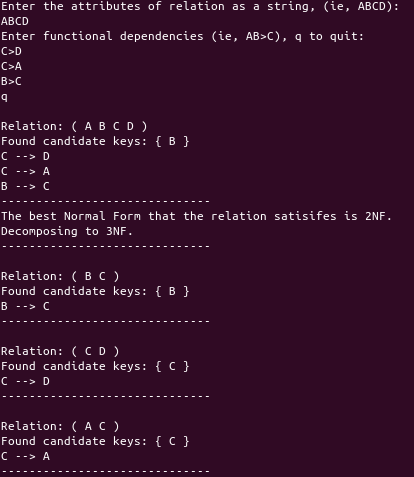 Enter the attributes of relation as a string, (ie, ABCD):
ABCD
Enter functional dependencies (ie, AB>C), q to quit:
C>D
C>A
B>C
q
Relation: ( A B C D )
Found candidate keys: { B }
C --> D
C --> A
B --> C
------------------------------
The best Normal Form that the relation satisifes is 2NF.
Decomposing to 3NF.
------------------------------
Relation: ( B C )
Found candidate keys: { B }
B --> C
------------------------------
Relation: ( C D )
Found candidate keys: { C }
C --> D
------------------------------
Relation: ( A C )
Found candidate keys: { C }
C --> A
------------------------------